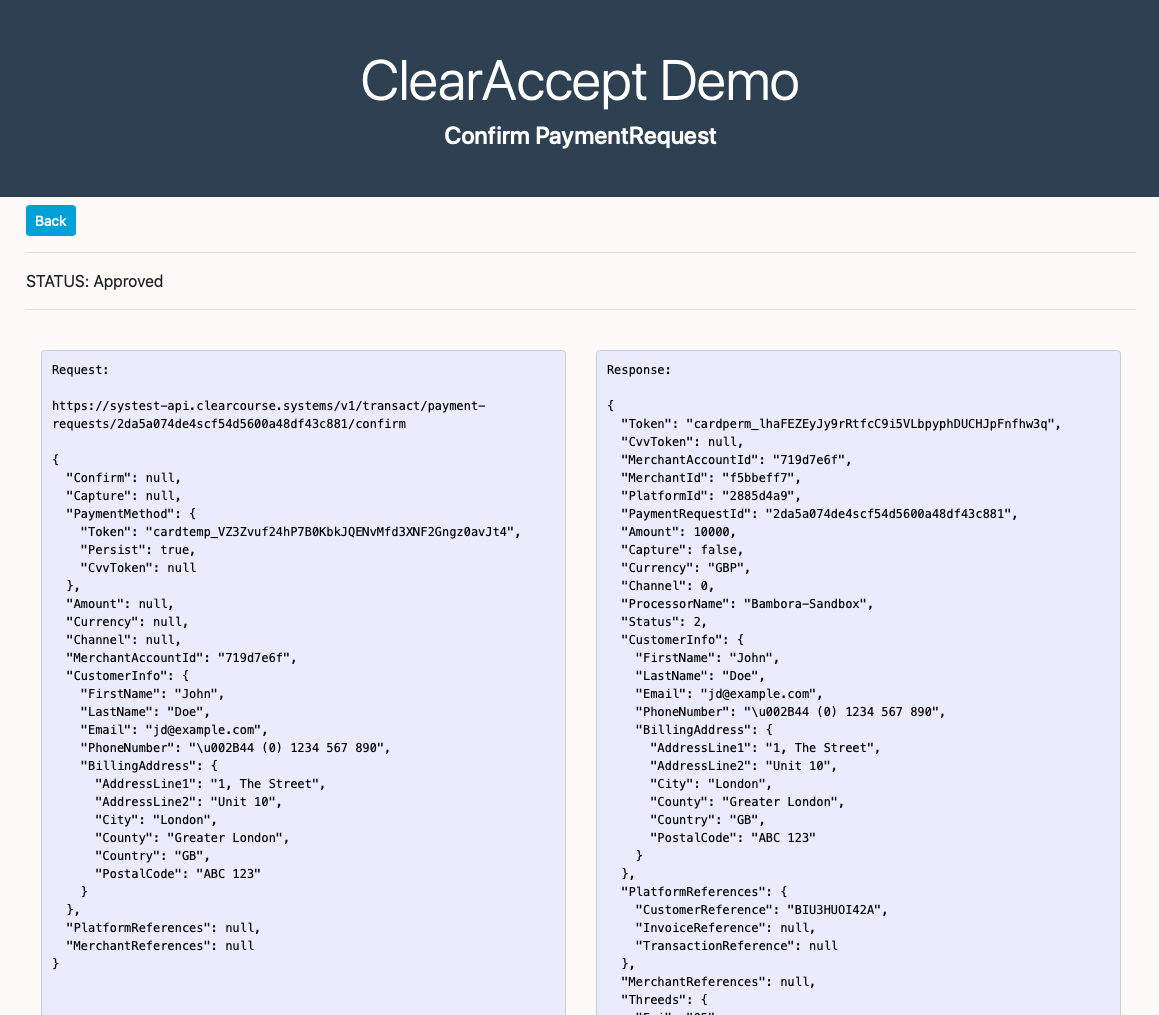 ClearAccept Demo
Confirm PaymentRequest
Back
STATUS: Approved
Request:
https://systest-api.clearcourse.systems/v1/transact/payment-
requests/2da5a074de4scf54d5600a48df43c881/confirm
{
  "Confirm": null,
  "Capture": null,
  "PaymentMethod": {
    "Token": "cardtemp_VZ3Zvuf24hP7B0KbkJQENvMfd3XNF2Gngz0avJt4",
    "Persist": true,
    "CvvToken": null
  },
  "Amount": null,
  "Currency": null,
  "Channel": null,
  "MerchantAccountId": "719d7e6f",
  "CustomerInfo": {
    "FirstName": "John",
    "LastName": "Doe",
    "Email": "jd@example.com",
    "PhoneNumber": "\u002B44 (0) 1234 567 890",
    "BillingAddress": {
      "AddressLine1": "1, The Street",
      "AddressLine2": "Unit 10",
      "City": "London",
      "County": "Greater London",
      "Country": "GB",
      "PostalCode": "ABC 123"
    }
  },
  "PlatformReferences": null,
  "MerchantReferences": null
}
Response:
{
  "Token": "cardperm_lhaFEZEyJy9rRtfcC9i5VLbpyphDUCHJpFnfhw3q",
  "CvvToken": null,
  "MerchantAccountId": "719d7e6f",
  "MerchantId": "f5bbeff7",
  "PlatformId": "2885d4a9",
  "PaymentRequestId": "2da5a074de4scf54d5600a48df43c881",
  "Amount": 10000,
  "Capture": false,
  "Currency": "GBP",
  "Channel": 0,
  "ProcessorName": "Bambora-Sandbox",
  "Status": 2,
  "CustomerInfo": {
    "FirstName": "John",
    "LastName": "Doe",
    "Email": "jd@example.com",
    "PhoneNumber": "\u002B44 (0) 1234 567 890",
    "BillingAddress": {
      "AddressLine1": "1, The Street",
      "AddressLine2": "Unit 10",
      "City": "London",
      "County": "Greater London",
      "Country": "GB",
      "PostalCode": "ABC 123"
    }
  },
  "PlatformReferences": {
    "CustomerReference": "BIU3HUOI42A",
    "InvoiceReference": null,
    "TransactionReference": null
  },
  "MerchantReferences": null,
  "Threeds": {